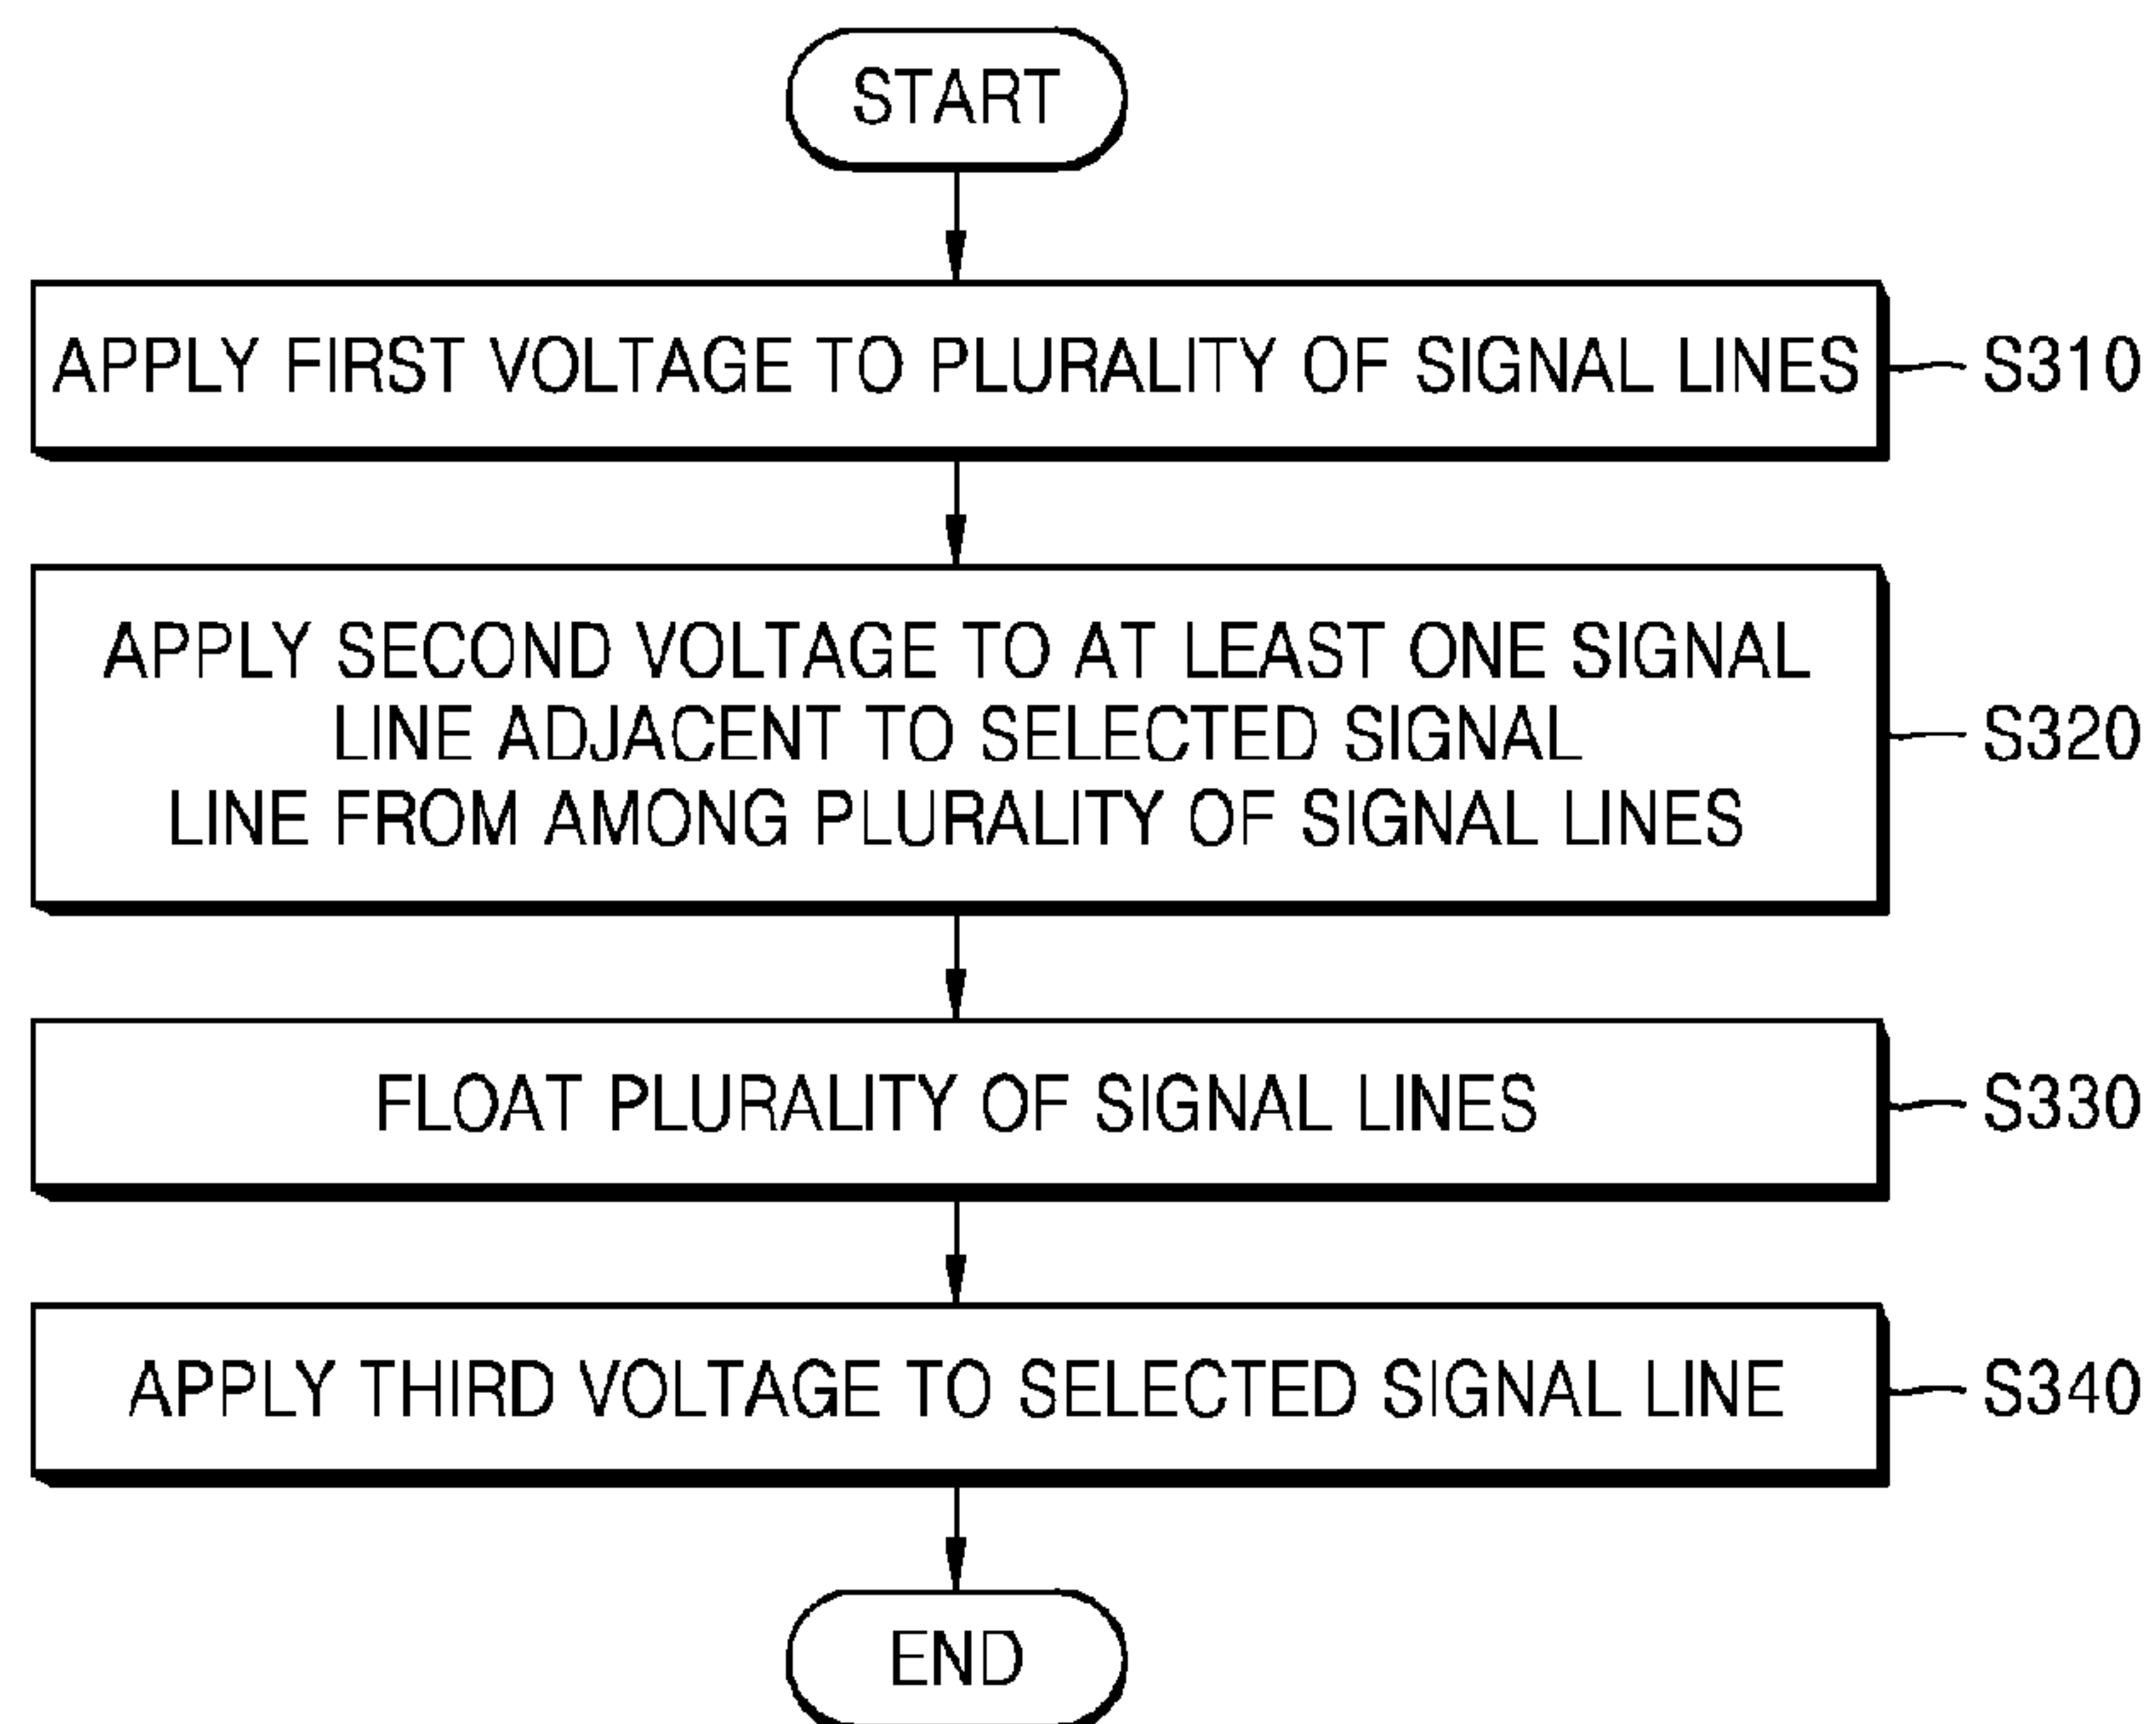 START
APPLY FIRST VOLTAGE TO PLURALITY OF SIGNAL LINES
S310
APPLY SECOND VOLTAGE TO AT LEAST ONE SIGNAL
LINE ADJACENT TO SELECTED SIGNAL
LINE FROM AMONG PLURALITY OF SIGNAL LINES
S320
FLOAT PLURALITY OF SIGNAL LINES
S330
APPLY THIRD VOLTAGE TO SELECTED SIGNAL LINE
S340
END